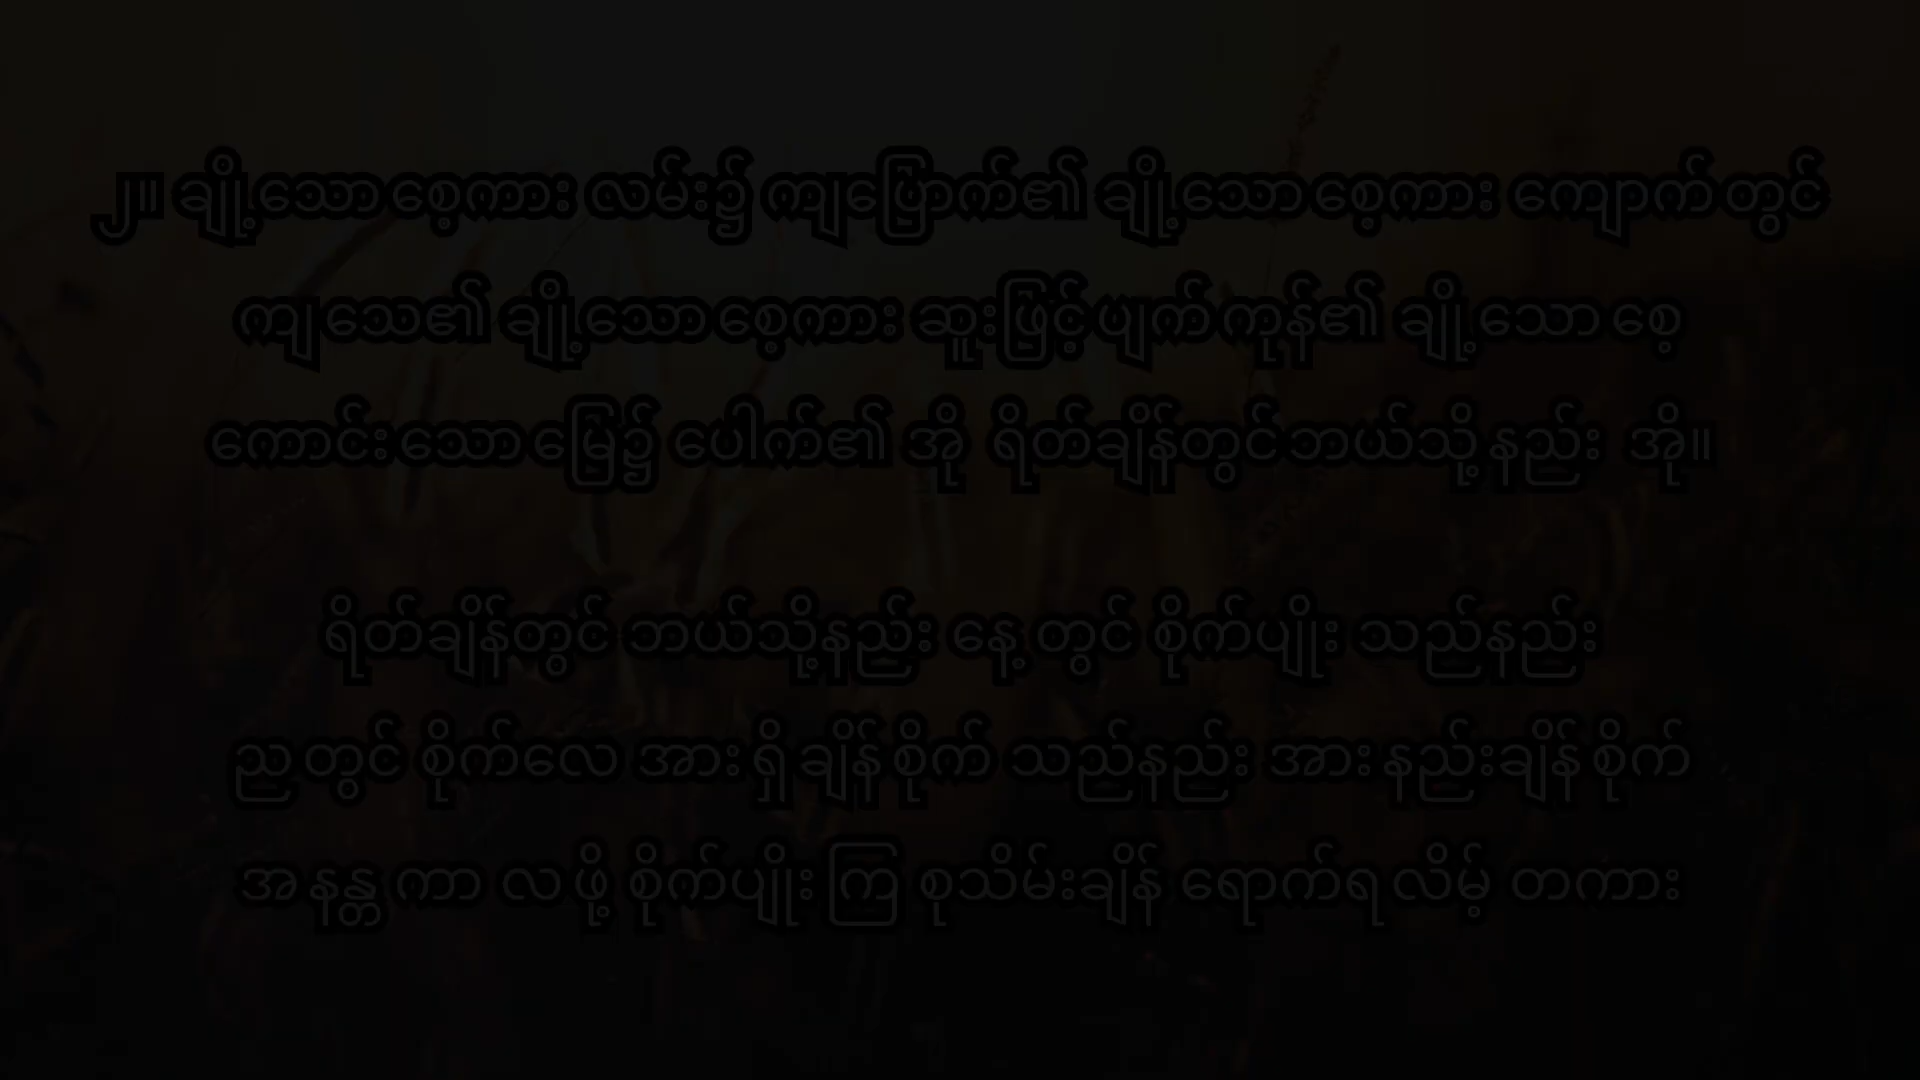 ၂။ ချို့သောစေ့ကား လမ်း၌ ကျပြောက်၏ ချို့သောစေ့ကား ကျောက်တွင်
ကျသေ၏ ချို့သောစေ့ကား ဆူးဖြင့်ဖျက်ကုန်၏ ချို့သောစေ့
ကောင်းသောမြေ၌ ပေါက်၏ အို ရိတ်ချိန်တွင်ဘယ်သို့နည်း အို။
ရိတ်ချိန်တွင် ဘယ်သို့နည်း နေ့တွင် စိုက်ပျိုး သည်နည်း
ညတွင် စိုက်လေ အားရှိချိန်စိုက် သည်နည်း အားနည်းချိန်စိုက်
အနန္တကာလဖို့ စိုက်ပျိုးကြ စုသိမ်းချိန် ရောက်ရလိမ့် တကား